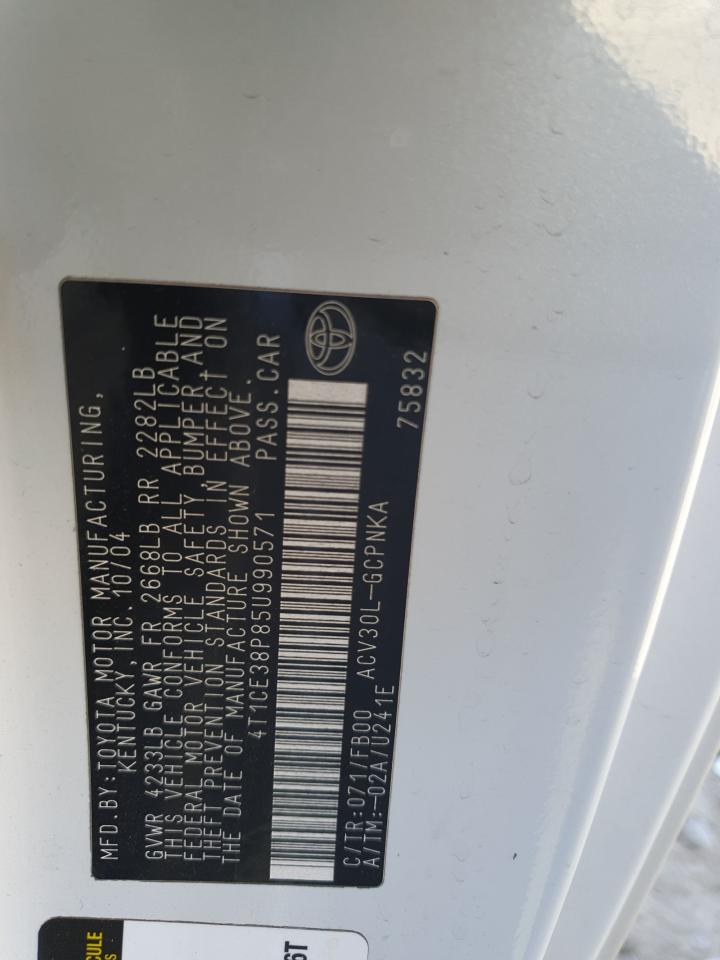 MFD.BY:TOYOTA MOTOR MANUFACTURING,
KENTUCKY, INC. 10/04
GVWR 4233LB GAWR FR 2668LB RR 2282LB
THIS VEHICLE CONFORMS TO ALL APPLICABLE
FEDERAL MOTOR VEHICLE SAFETY,BUMPER,AND
THEFT PREVENTION STANDARDS IN EFFECT ON
THE DATE OF MANUFACTURE SHOWN ABOVE.
4T1CE38P85U990571 PASS.CAR
C/TR:071/FB00 ACV30L-GCPNKA
A/TM:-02A/U241E 75832
CULE
S
6T